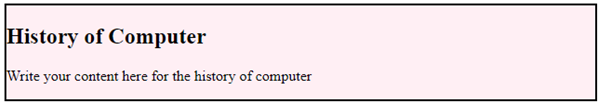 History of Computer
Write your content here for the history of computer